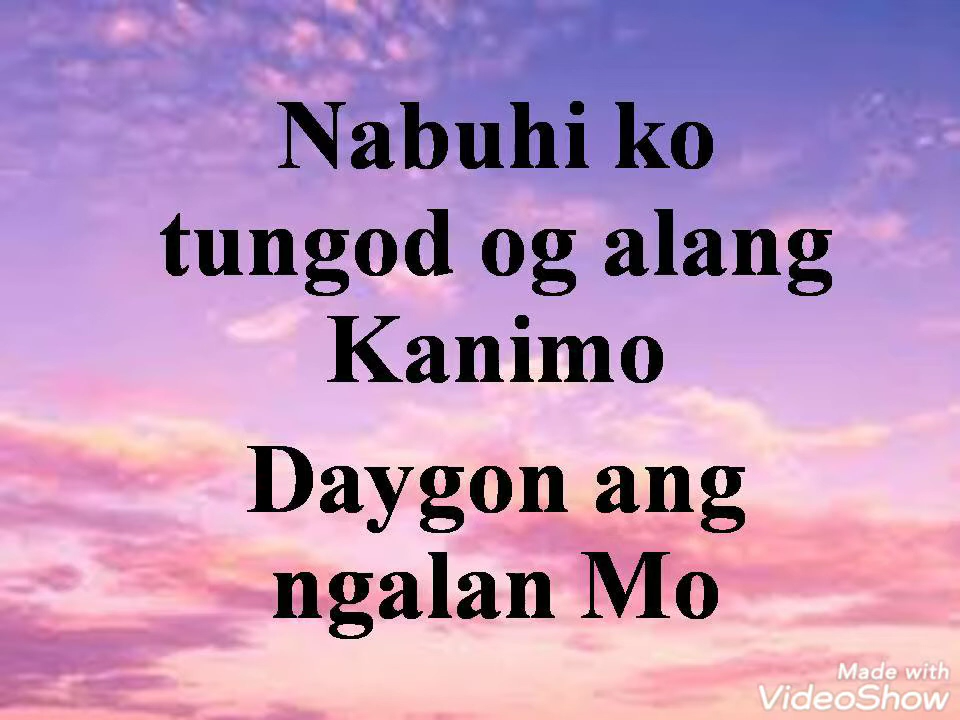 Nabuhi ko
tungod og alang
Kanimo
Daygon ang
ngalan Mo
Made with
VideoShow